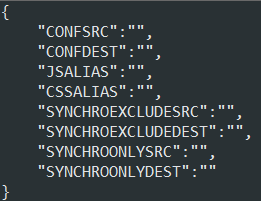 {
    "CONFSRC":"",
    "CONFDEST":"",
    "JSALIAS":"",
    "CSSALIAS":"",
    "SYNCHROEXCLUDESRC":"",
    "SYNCHROEXCLUDEDEST":"",
    "SYNCHROONLYSRC":"",
    "SYNCHROONLYDEST":""
}